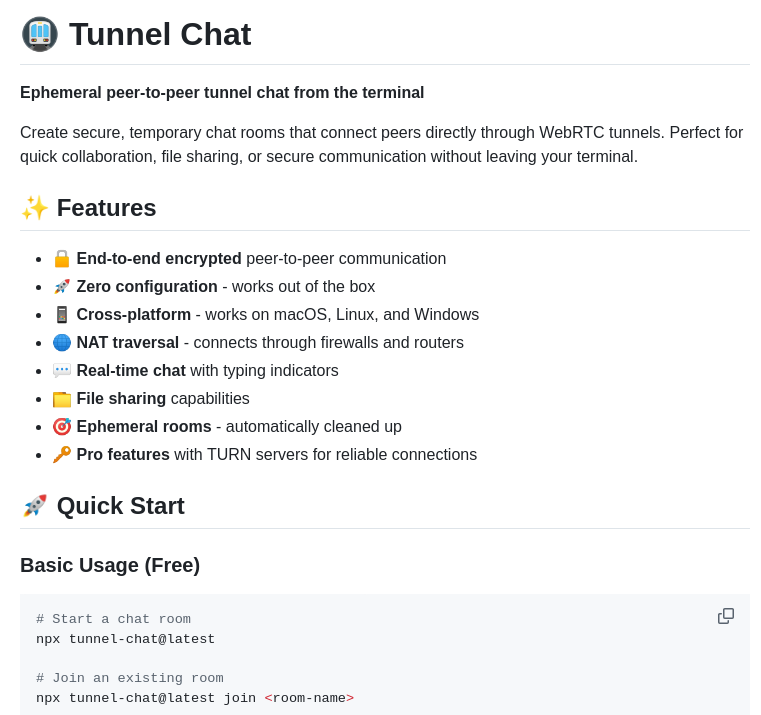 Tunnel Chat
Ephemeral peer-to-peer tunnel chat from the terminal
Create secure, temporary chat rooms that connect peers directly through WebRTC tunnels. Perfect for
quick collaboration, file sharing, or secure communication without leaving your terminal.
✨ Features
• 🔒 End-to-end encrypted peer-to-peer communication
• 🚀 Zero configuration - works out of the box
• 📱 Cross-platform - works on macOS, Linux, and Windows
• 🌐 NAT traversal - connects through firewalls and routers
• 💬 Real-time chat with typing indicators
• 📁 File sharing capabilities
• 🎯 Ephemeral rooms - automatically cleaned up
• 🔑 Pro features with TURN servers for reliable connections
🚀 Quick Start
Basic Usage (Free)
# Start a chat room
npx tunnel-chat@latest
# Join an existing room
npx tunnel-chat@latest join <room-name>